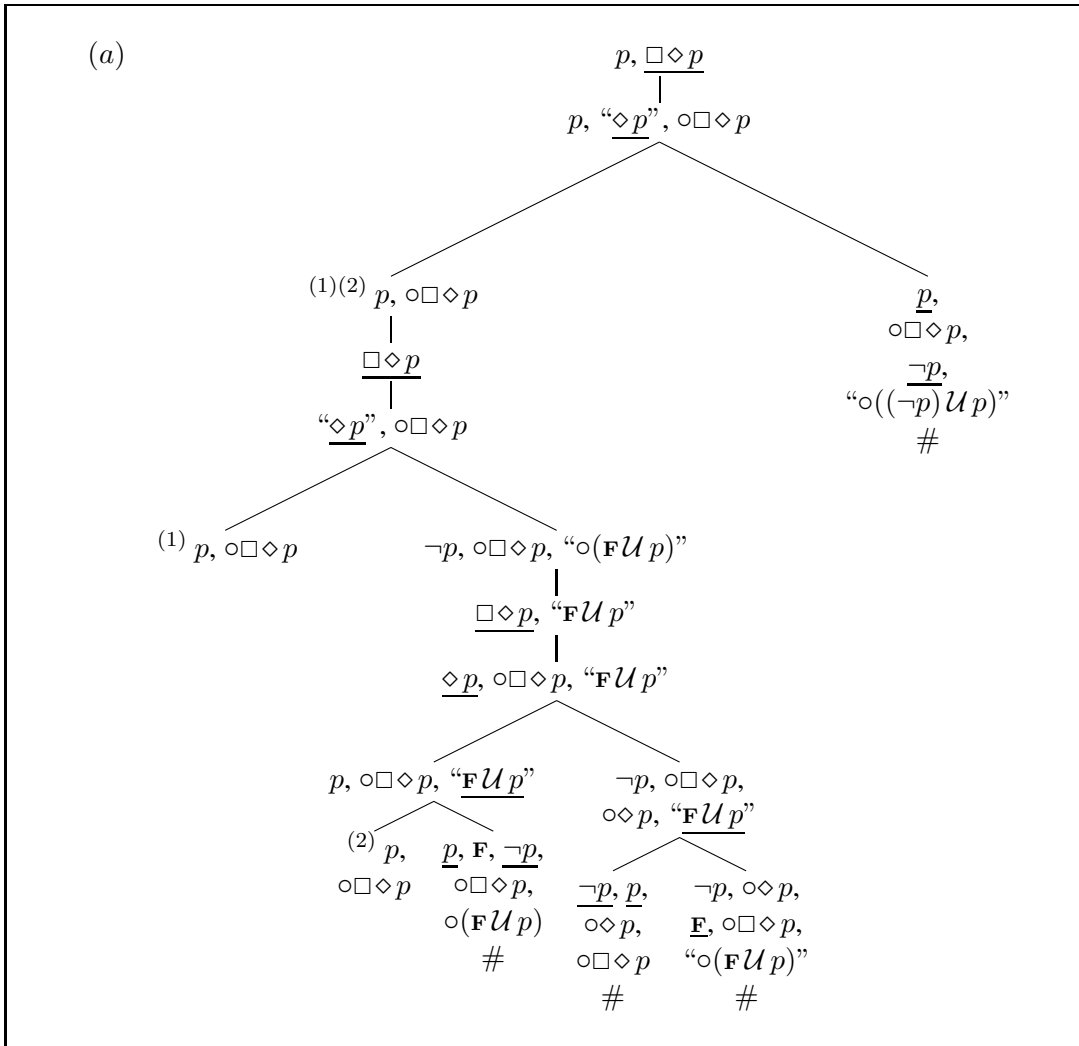 (a)
p, □◇p
p, “◇p”, ○□◇p
(1)(2) p, ○□◇p
p,
○□◇p,
¬p,
“○((¬p) 𝒰 p)”
#
□◇p
“◇p”, ○□◇p
(1) p, ○□◇p
¬p, ○□◇p, “○(F 𝒰 p)”
□◇p, “F 𝒰 p”
◇p, ○□◇p, “F 𝒰 p”
p, ○□◇p, “F 𝒰 p”
¬p, ○□◇p,
○◇p, “F 𝒰 p”
(2) p,
○□◇p
p, F, ¬p,
○□◇p,
○(F 𝒰 p)
#
¬p, p,
○◇p,
○□◇p
#
¬p, ○◇p,
F, ○□◇p,
“○(F 𝒰 p)”
#